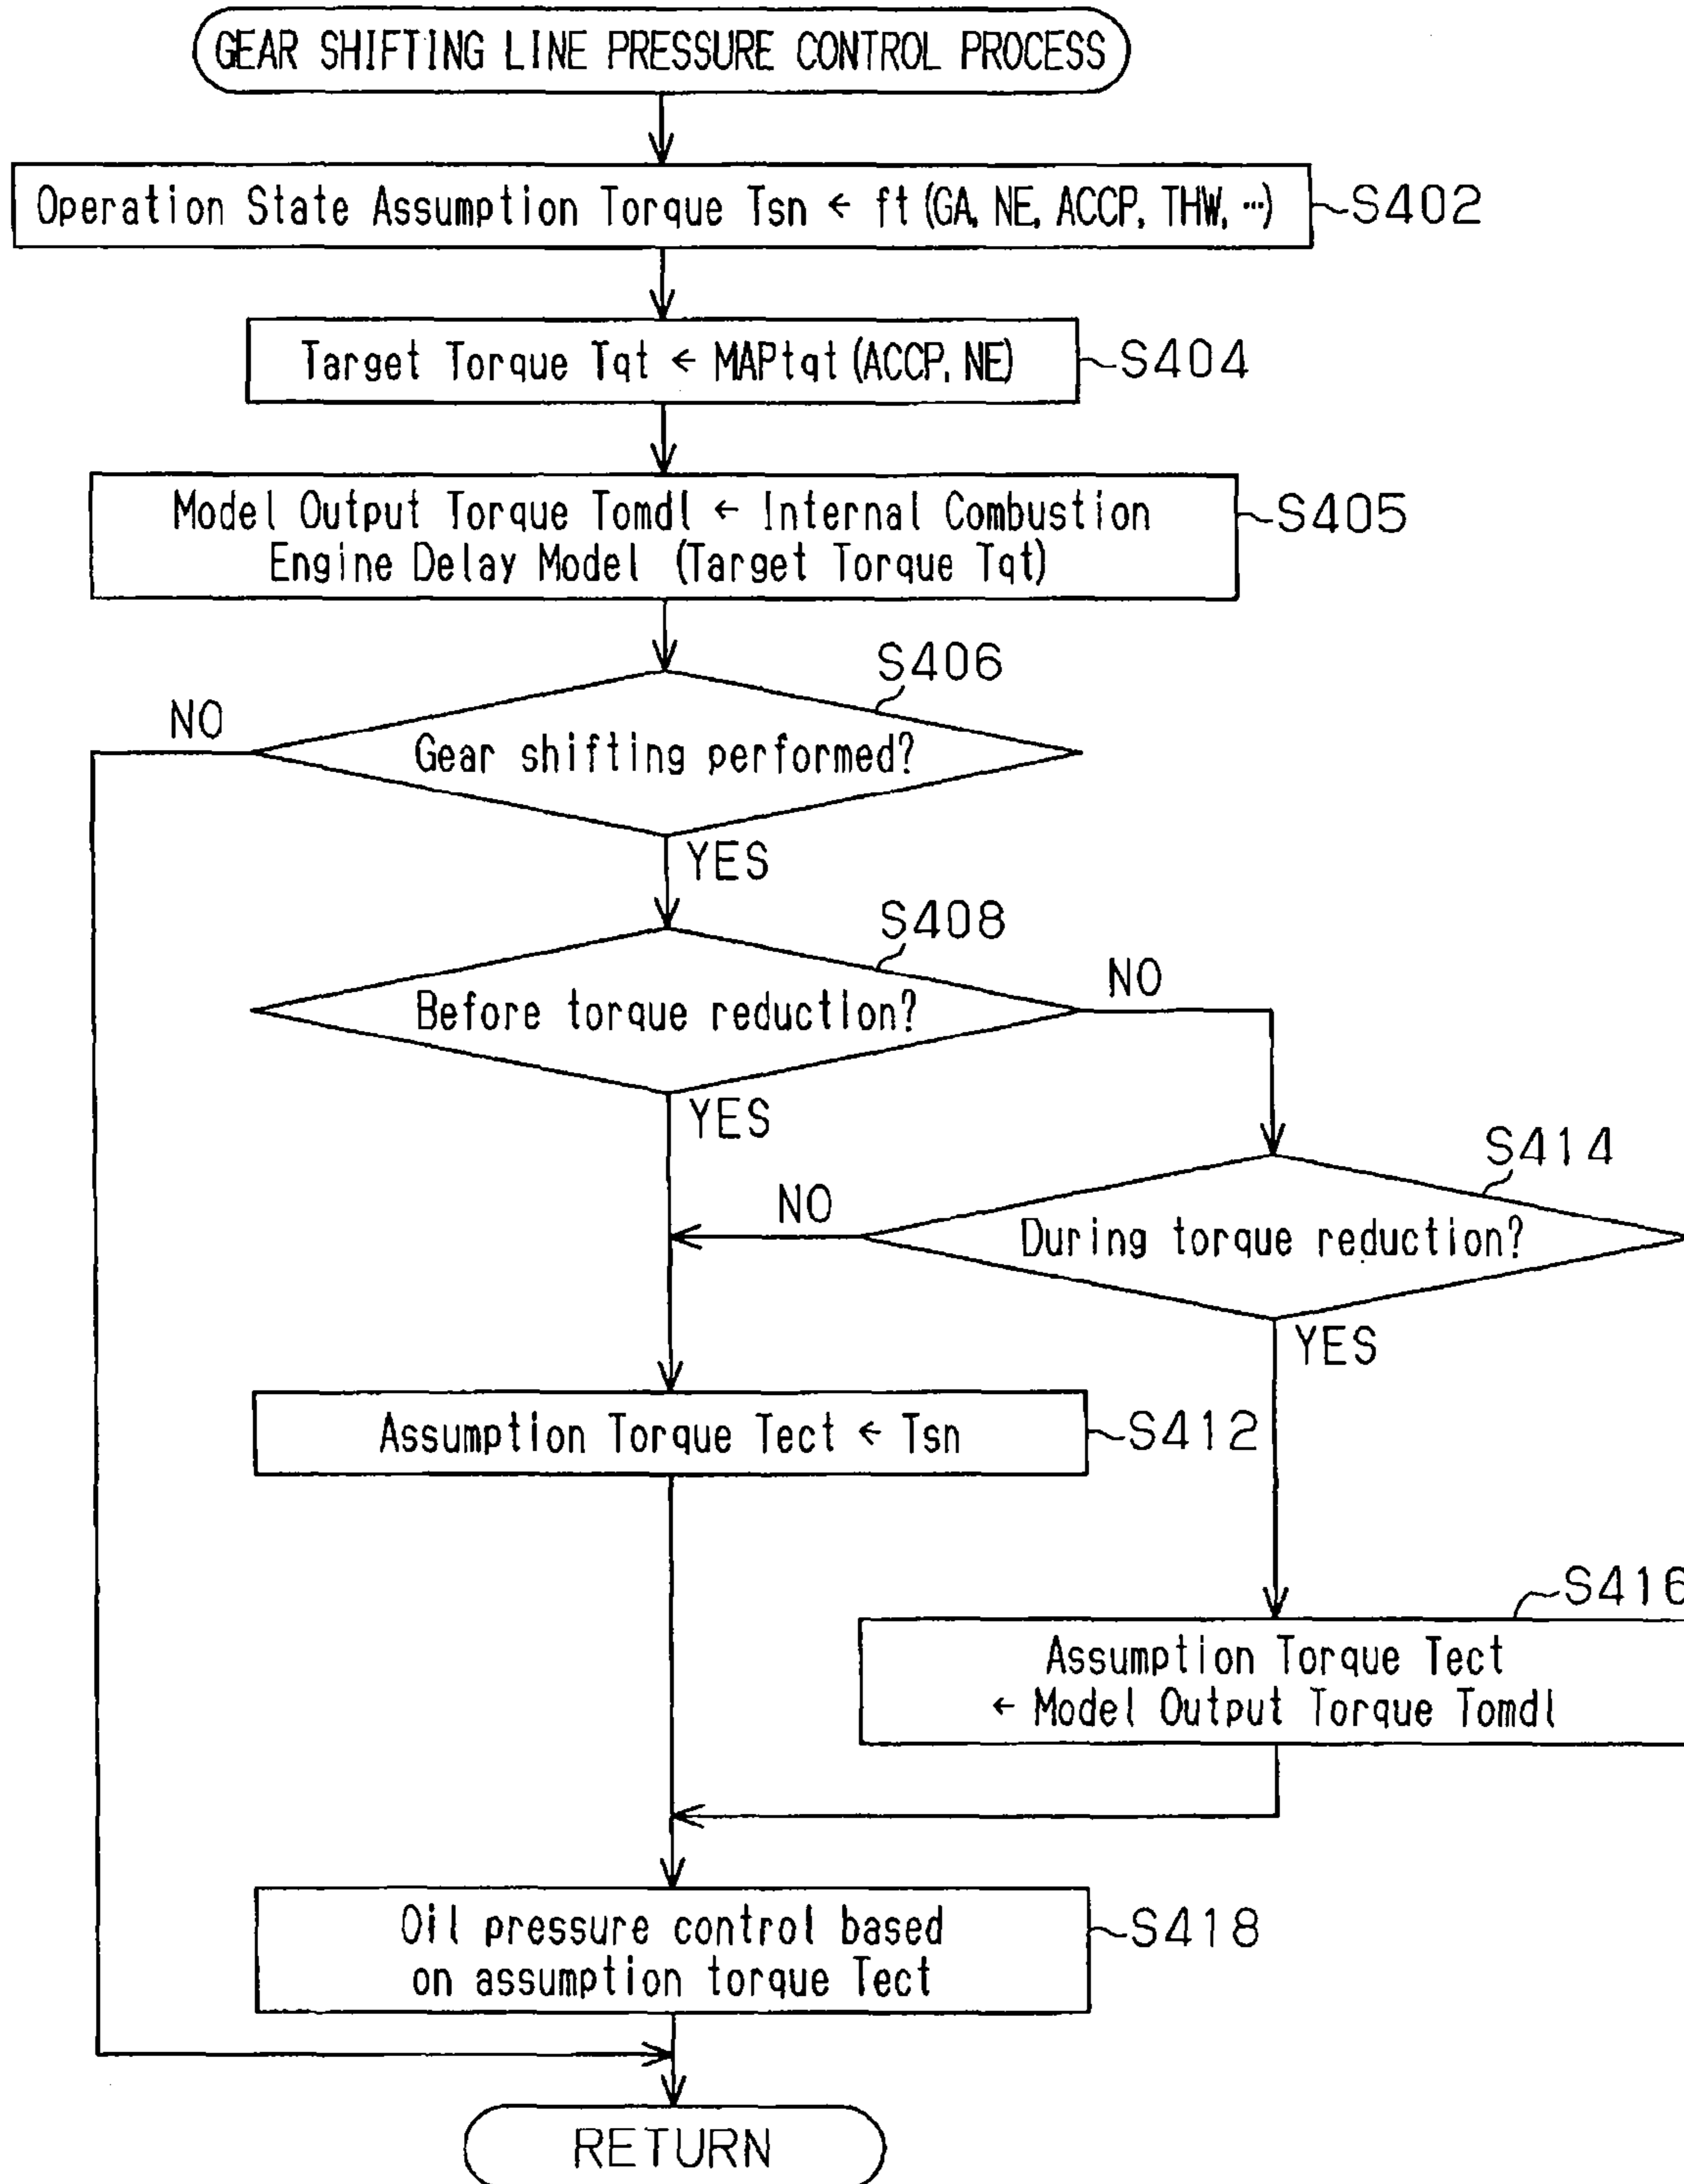 GEAR SHIFTING LINE PRESSURE CONTROL PROCESS
Operation State Assumption Torque Tsn ← ft (GA, NE, ACCP, THW, …)
S402
Target Torque Tqt ← MAPtqt (ACCP, NE)
S404
Model Output Torque Tomdl ← Internal Combustion
Engine Delay Model (Target Torque Tqt)
S405
S406
NO
Gear shifting performed?
YES
S408
NO
Before torque reduction?
YES
S414
NO
During torque reduction?
YES
Assumption Torque Tect ← Tsn
S412
S416
Assumption Torque Tect
← Model Output Torque Tomdl
Oil pressure control based
on assumption torque Tect
S418
RETURN